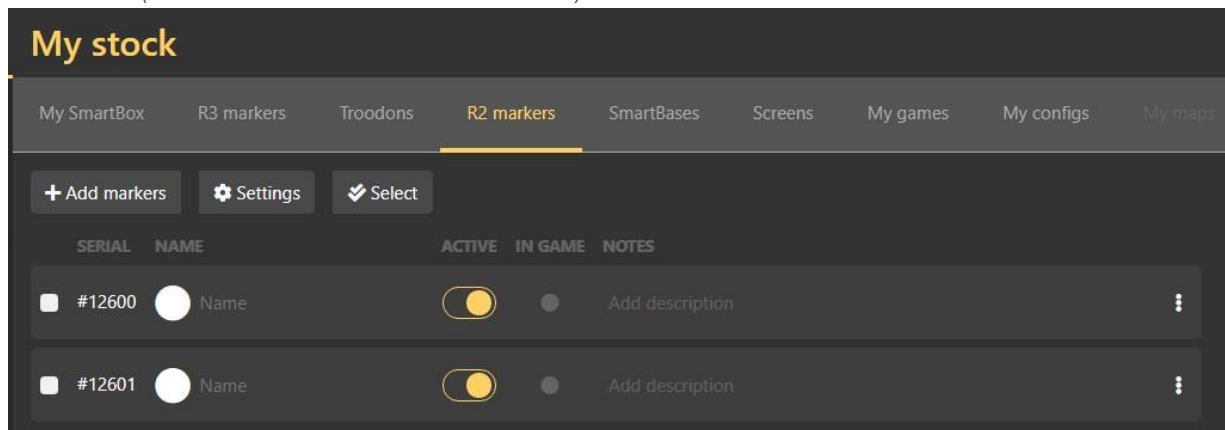 My stock
My SmartBox R3 markers Troodons R2 markers SmartBases Screens My games My configs My maps
Add markers Settings Select
SERIAL NAME ACTIVE IN GAME NOTES
#12600 Name Add description
#12601 Name Add description